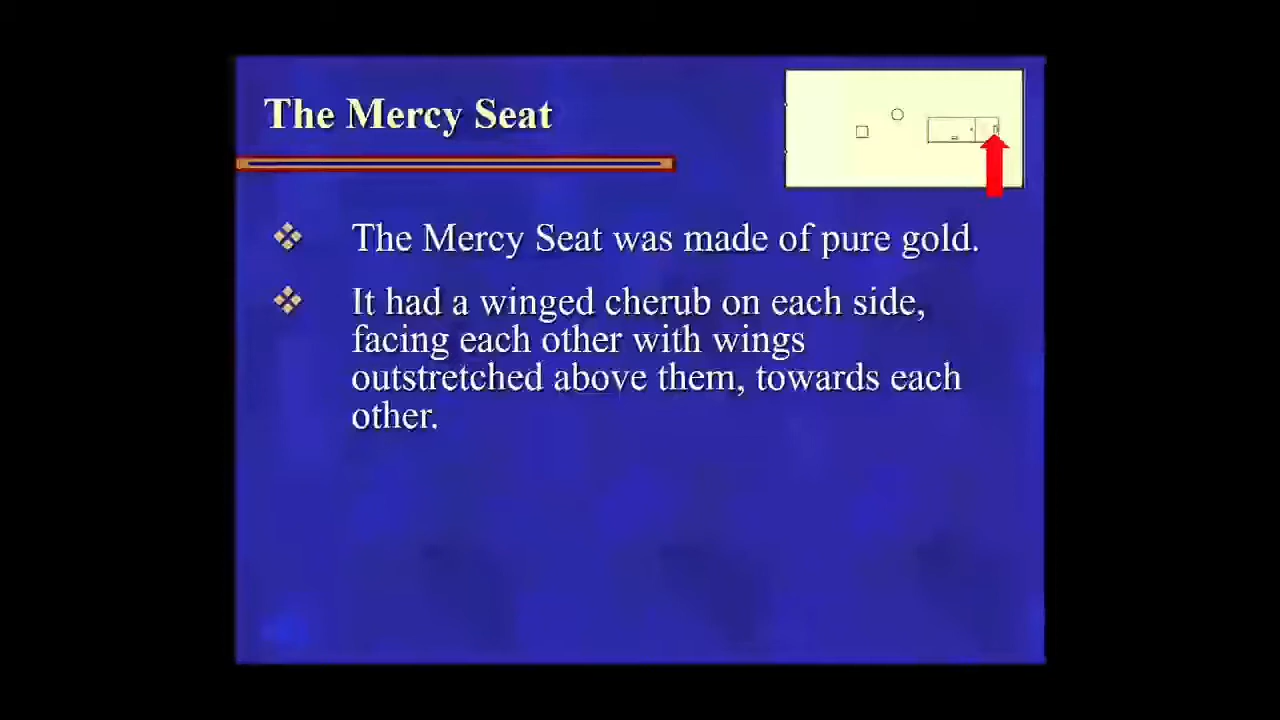 The Mercy Seat
The Mercy Seat was made of pure gold.
It had a winged cherub on each side,
facing each other with wings
outstretched above them, towards each
other.